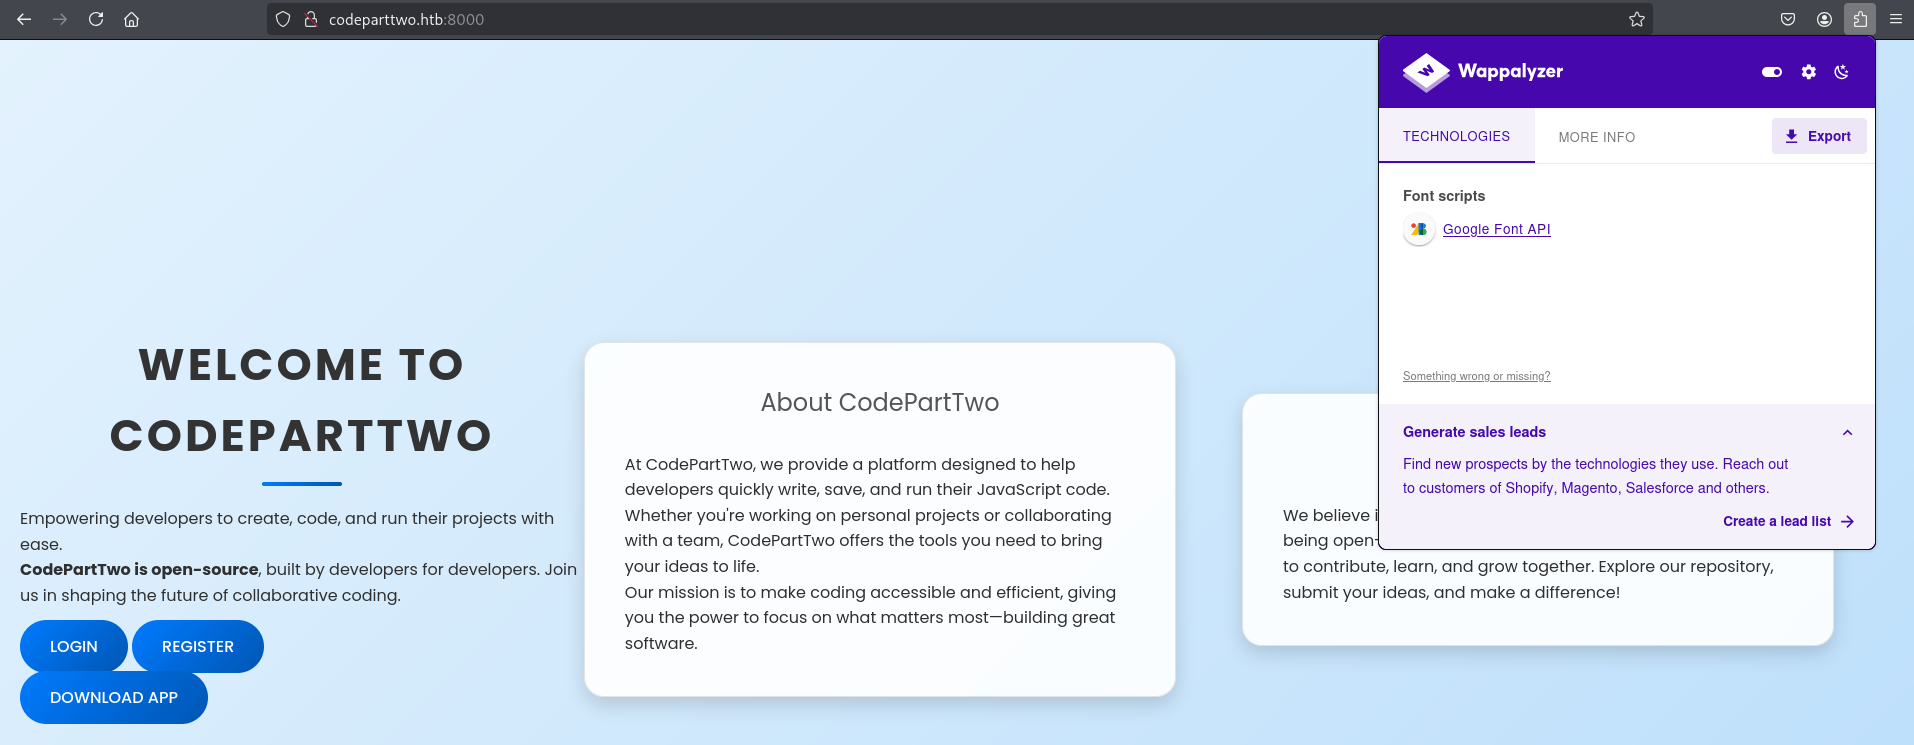 codeparttwo.htb:8000
Wappalyzer
TECHNOLOGIES
MORE INFO
Export
Font scripts
Google Font API
Something wrong or missing?
Generate sales leads
Find new prospects by the technologies they use. Reach out
to customers of Shopify, Magento, Salesforce and others.
Create a lead list
WELCOME TO
CODEPARTTWO
Empowering developers to create, code, and run their projects with
ease.
CodePartTwo is open-source, built by developers for developers. Join
us in shaping the future of collaborative coding.
LOGIN
REGISTER
DOWNLOAD APP
About CodePartTwo
At CodePartTwo, we provide a platform designed to help
developers quickly write, save, and run their JavaScript code.
Whether you're working on personal projects or collaborating
with a team, CodePartTwo offers the tools you need to bring
your ideas to life.
Our mission is to make coding accessible and efficient, giving
you the power to focus on what matters most—building great
software.
We believe i
being open-
to contribute, learn, and grow together. Explore our repository,
submit your ideas, and make a difference!